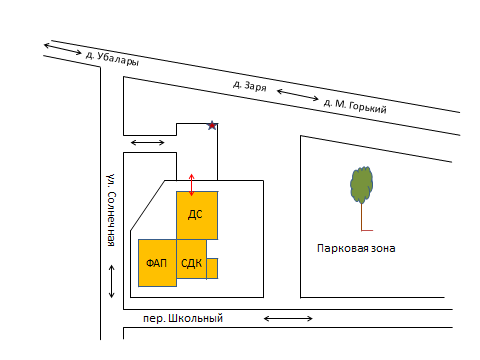 д. Убалары
д. Заря
д. М. Горький
ул. Солнечная
ДС
ФАП
СДК
Парковая зона
пер. Школьный